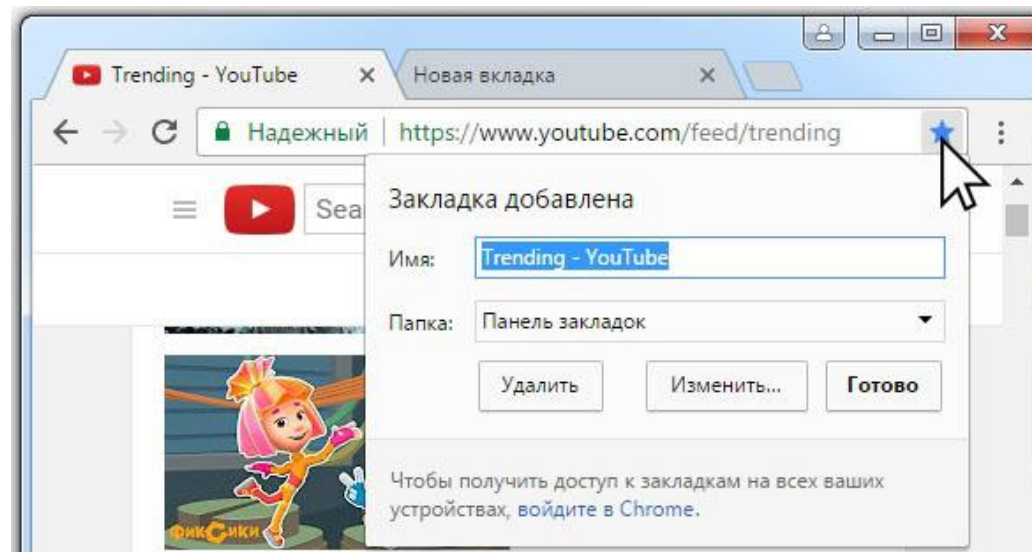 Trending - YouTube
Новая вкладка
Надежный
https://www.youtube.com/feed/trending
Sea
Закладка добавлена
Имя:
Trending - YouTube
Папка:
Панель закладок
Удалить
Изменить...
Готово
Чтобы получить доступ к закладкам на всех ваших
устройствах, войдите в Chrome.
фиксики